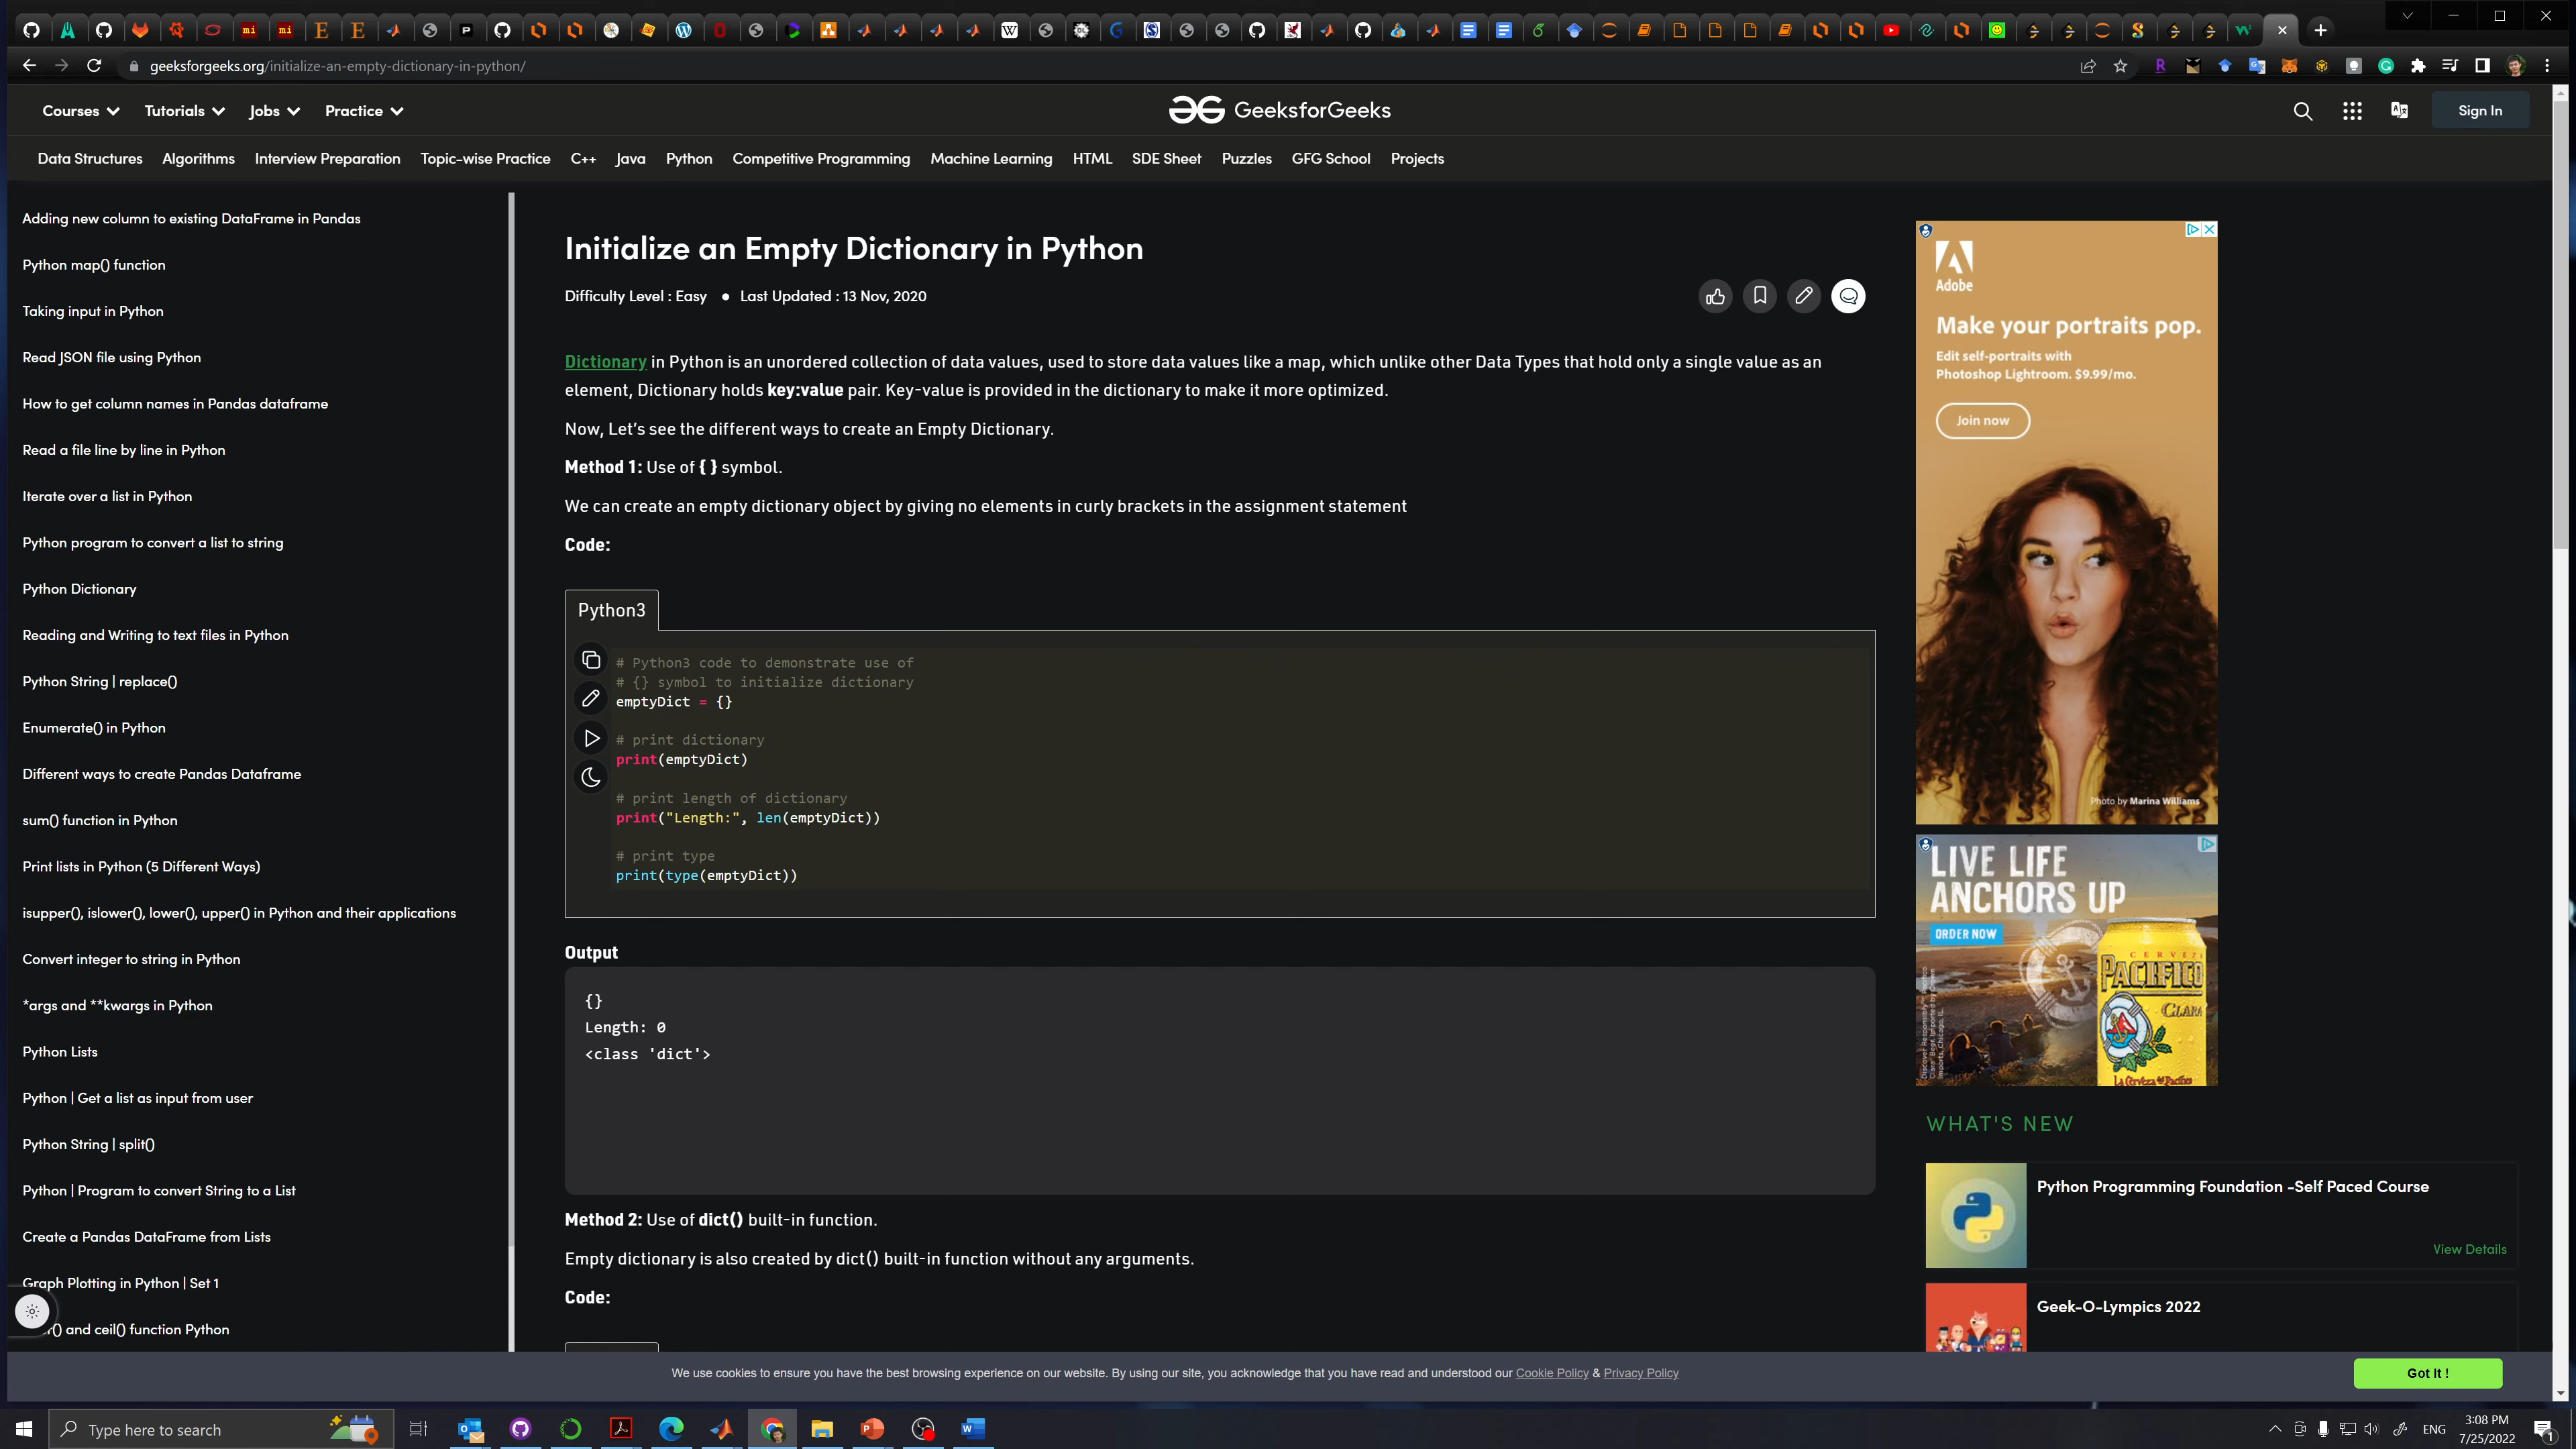 geeksforgeeks.org/initialize-an-empty-dictionary-in-python/
Courses
Tutorials
Jobs
Practice
GeeksforGeeks
Sign In
Data Structures
Algorithms
Interview Preparation
Topic-wise Practice
C++
Java
Python
Competitive Programming
Machine Learning
HTML
SDE Sheet
Puzzles
GFG School
Projects
Adding new column to existing DataFrame in Pandas
Python map() function
Taking input in Python
Read JSON file using Python
How to get column names in Pandas dataframe
Read a file line by line in Python
Iterate over a list in Python
Python program to convert a list to string
Python Dictionary
Reading and Writing to text files in Python
Python String | replace()
Enumerate() in Python
Different ways to create Pandas Dataframe
sum() function in Python
Print lists in Python (5 Different Ways)
isupper(), islower(), lower(), upper() in Python and their applications
Convert integer to string in Python
*args and **kwargs in Python
Python Lists
Python | Get a list as input from user
Python String | split()
Python | Program to convert String to a List
Create a Pandas DataFrame from Lists
Graph Plotting in Python | Set 1
and ceil() function Python
Initialize an Empty Dictionary in Python
Difficulty Level : Easy ● Last Updated : 13 Nov, 2020
Dictionary in Python is an unordered collection of data values, used to store data values like a map, which unlike other Data Types that hold only a single value as an
element, Dictionary holds key:value pair. Key-value is provided in the dictionary to make it more optimized.
Now, Let’s see the different ways to create an Empty Dictionary.
Method 1: Use of { } symbol.
We can create an empty dictionary object by giving no elements in curly brackets in the assignment statement
Code:
Python3
# Python3 code to demonstrate use of
# {} symbol to initialize dictionary
emptyDict = {}
# print dictionary
print(emptyDict)
# print length of dictionary
print("Length:", len(emptyDict))
# print type
print(type(emptyDict))
Output
{}
Length: 0
<class 'dict'>
Method 2: Use of dict() built-in function.
Empty dictionary is also created by dict() built-in function without any arguments.
Code:
Adobe
Make your portraits pop.
Edit self-portraits with
Photoshop Lightroom. $9.99/mo.
Join now
Photo by Marina Williams
LIVE LIFE
ANCHORS UP
ORDER NOW
CERVEZA
PACIFICO
CLARA
La Cerveza del Pacifico
WHAT'S NEW
Python Programming Foundation -Self Paced Course
View Details
Geek-O-Lympics 2022
We use cookies to ensure you have the best browsing experience on our website. By using our site, you acknowledge that you have read and understood our Cookie Policy & Privacy Policy
Got It !
Type here to search
ENG
3:08 PM
7/25/2022
1